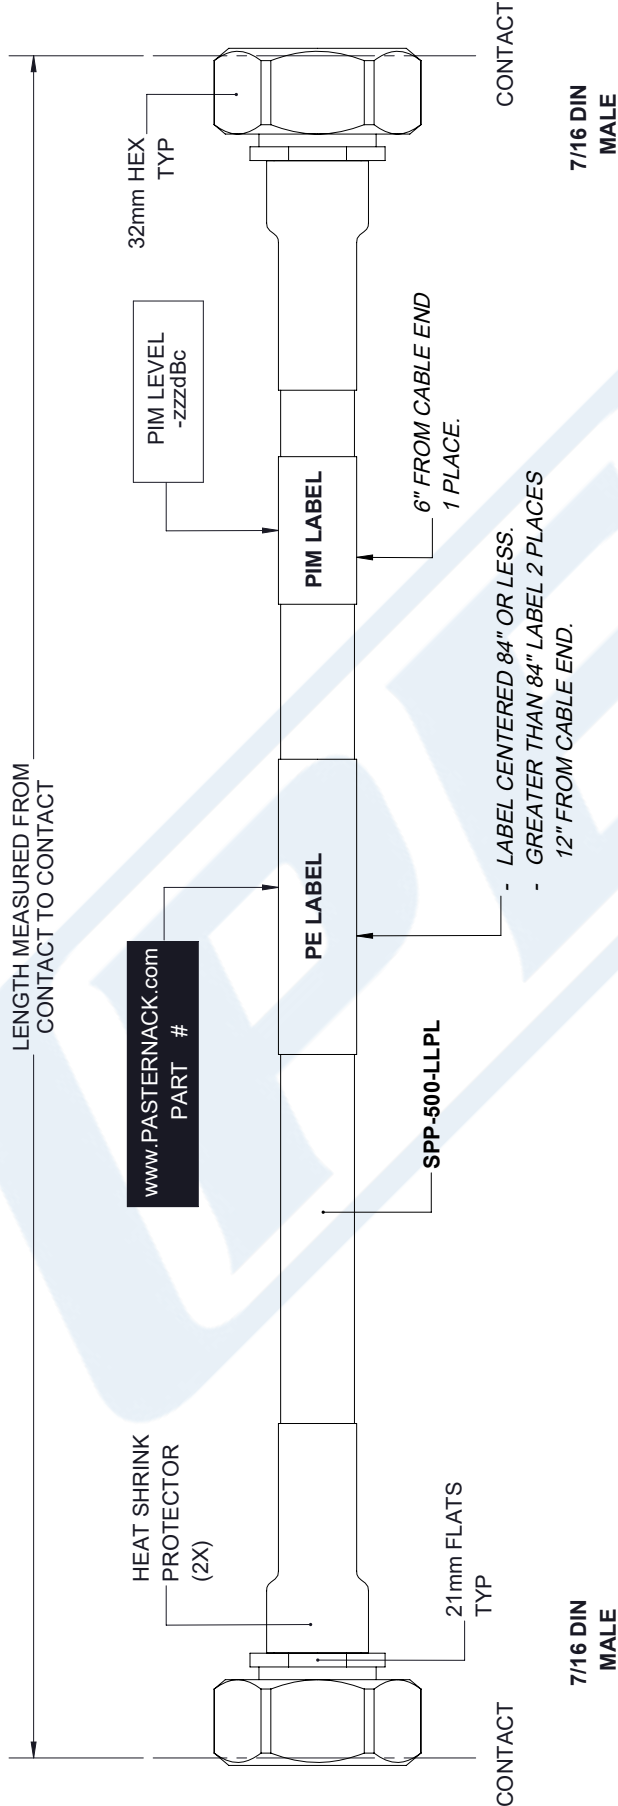 LENGTH MEASURED FROM
CONTACT TO CONTACT
HEAT SHRINK
PROTECTOR
(2X)
www.PASTERNACK.com
PART #
PIM LEVEL
-zzzdBc
32mm HEX
TYP
PE LABEL
PIM LABEL
21mm FLATS
TYP
SPP-500-LLPL
6" FROM CABLE END
1 PLACE.
- LABEL CENTERED 84" OR LESS.
- GREATER THAN 84" LABEL 2 PLACES
12" FROM CABLE END.
CONTACT
CONTACT
7/16 DIN
MALE
7/16 DIN
MALE